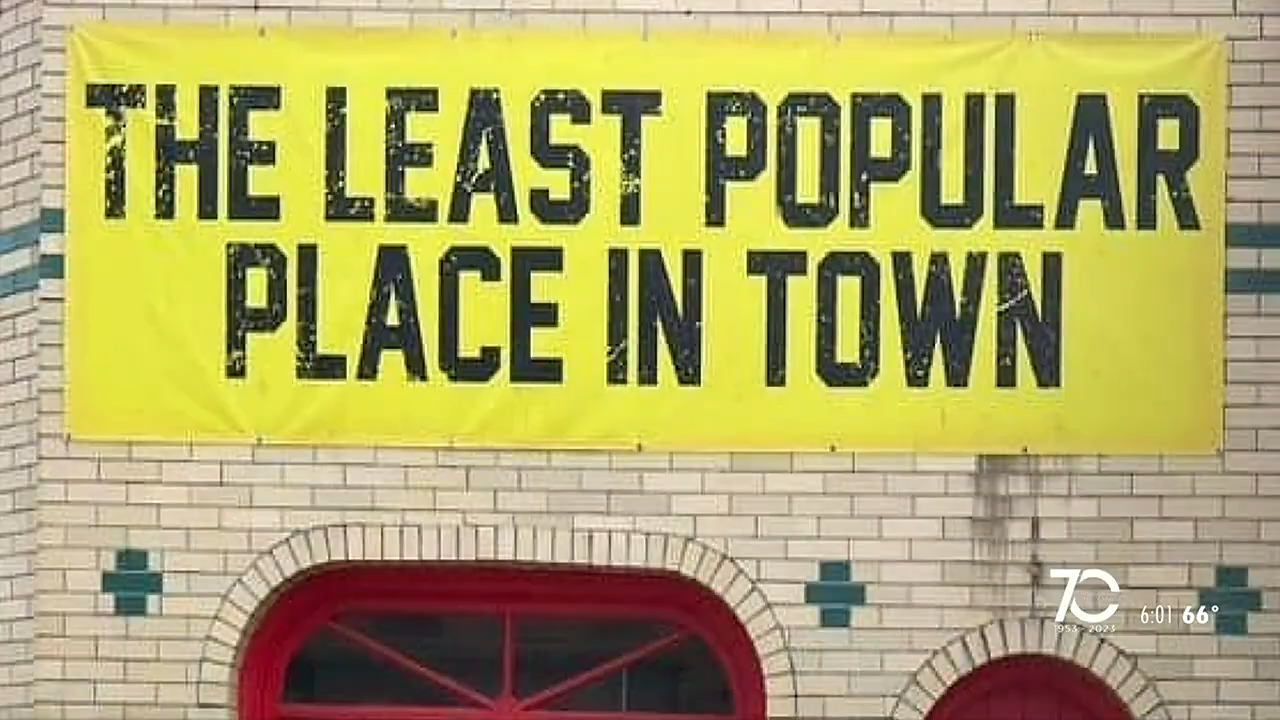 THE LEAST POPULAR
PLACE IN TOWN
70
1953 - 2023
6:01 66°